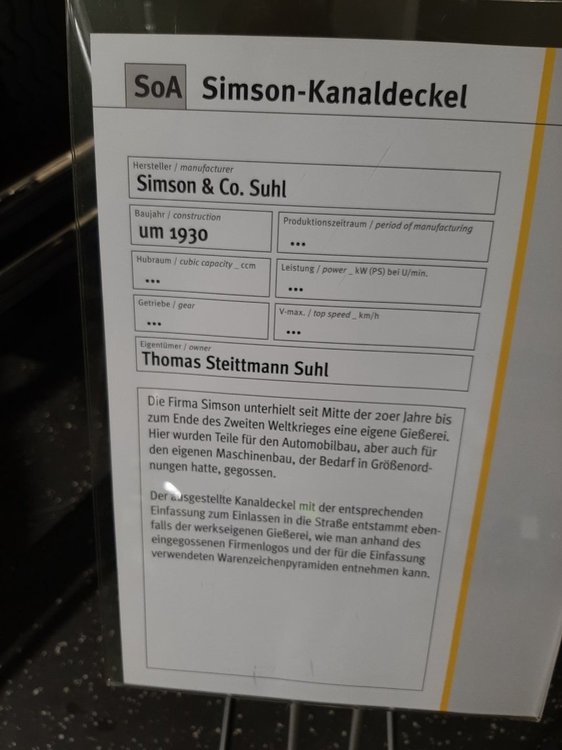 SoA Simson-Kanaldeckel
Hersteller / manufacturer
Simson & Co. Suhl
Baujahr / construction
um 1930
Produktionszeitraum / period of manufacturing
...
Hubraum / cubic capacity _ ccm
...
Leistung / power _ kW (PS) bei U/min.
...
Getriebe / gear
...
V-max. / top speed _ km/h
...
Eigentümer / owner
Thomas Steittmann Suhl
Die Firma Simson unterhielt seit Mitte der 20er Jahre bis
zum Ende des Zweiten Weltkrieges eine eigene Gießerei.
Hier wurden Teile für den Automobilbau, aber auch für
den eigenen Maschinenbau, der Bedarf in Größenord-
nungen hatte, gegossen.
Der ausgestellte Kanaldeckel mit der entsprechenden
Einfassung zum Einlassen in die Straße entstammt eben-
falls der werkseigenen Gießerei, wie man anhand des
eingegossenen Firmenlogos und der für die Einfassung
verwendeten Warenzeichenpyramiden entnehmen kann.